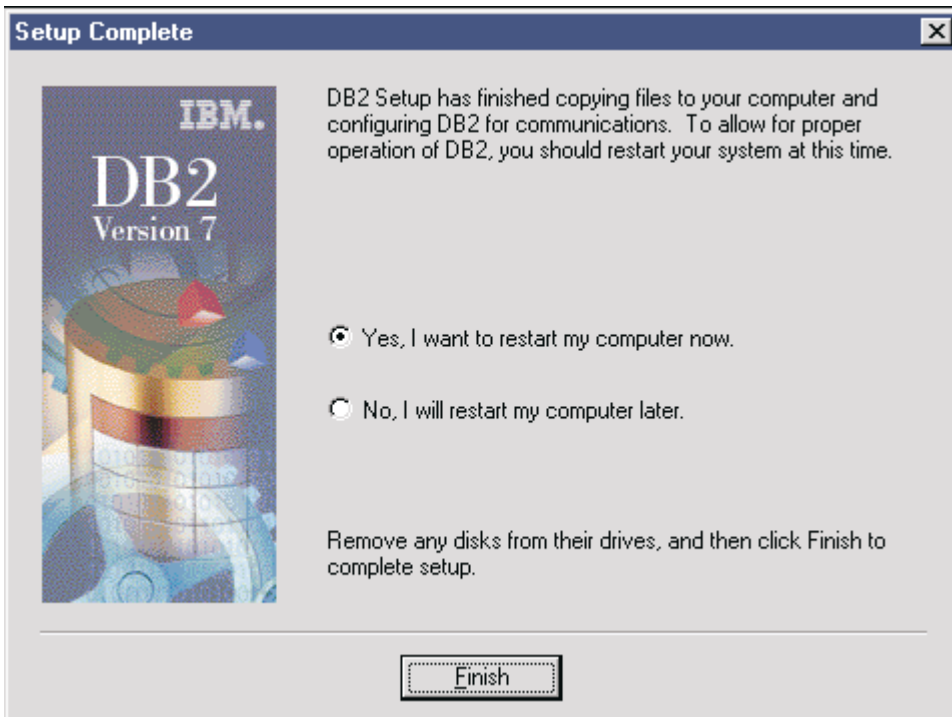 Setup Complete
IBM.
DB2
Version 7
DB2 Setup has finished copying files to your computer and
configuring DB2 for communications.  To allow for proper
operation of DB2, you should restart your system at this time.
Yes, I want to restart my computer now.
No, I will restart my computer later.
Remove any disks from their drives, and then click Finish to
complete setup.
Finish